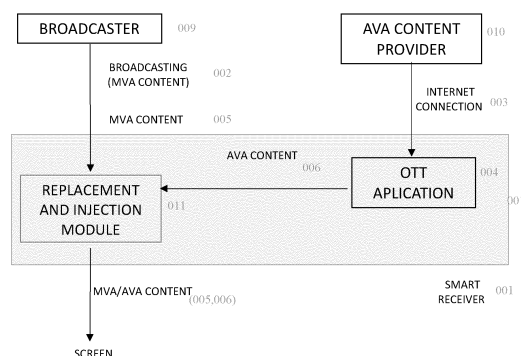 BROADCASTER
009
AVA CONTENT
PROVIDER
010
BROADCASTING
(MVA CONTENT)
002
INTERNET
CONNECTION
003
MVA CONTENT
005
AVA CONTENT
006
OTT
APLICATION
004
00
REPLACEMENT
AND INJECTION
MODULE
011
MVA/AVA CONTENT
(005,006)
SMART
RECEIVER
001
SCREEN